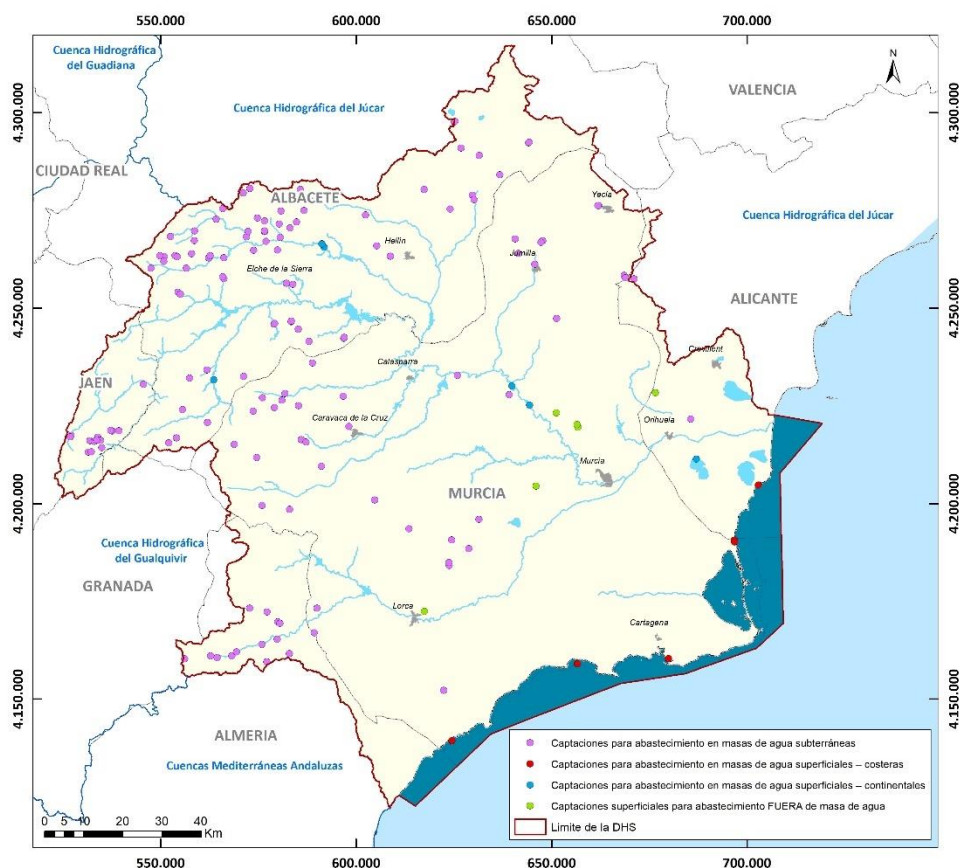 550.000
600.000
650.000
700.000
Cuenca Hidrográfica
del Guadiana
Cuenca Hidrográfica del Júcar
VALENCIA
N
4.300.000
4.300.000
CIUDAD REAL
ALBACETE
Yecla
Cuenca Hidrográfica del Júcar
Hellín
Jumilla
Elche de la Sierra
4.250.000
4.250.000
ALICANTE
Calasparra
Crevillent
JAEN
Caravaca de la Cruz
Orihuela
Murcia
MURCIA
4.200.000
4.200.000
Cuenca Hidrográfica
del Gualquivir
GRANADA
Lorca
Cartagena
4.150.000
4.150.000
ALMERIA
Cuencas Mediterráneas Andaluzas
Captaciones para abastecimiento en masas de agua subterráneas
Captaciones para abastecimiento en masas de agua superficiales – costeras
Captaciones para abastecimiento en masas de agua superficiales – continentales
Captaciones superficiales para abastecimiento FUERA de masa de agua
Limite de la DHS
0 5 10 20 30 40
Km
550.000
600.000
650.000
700.000